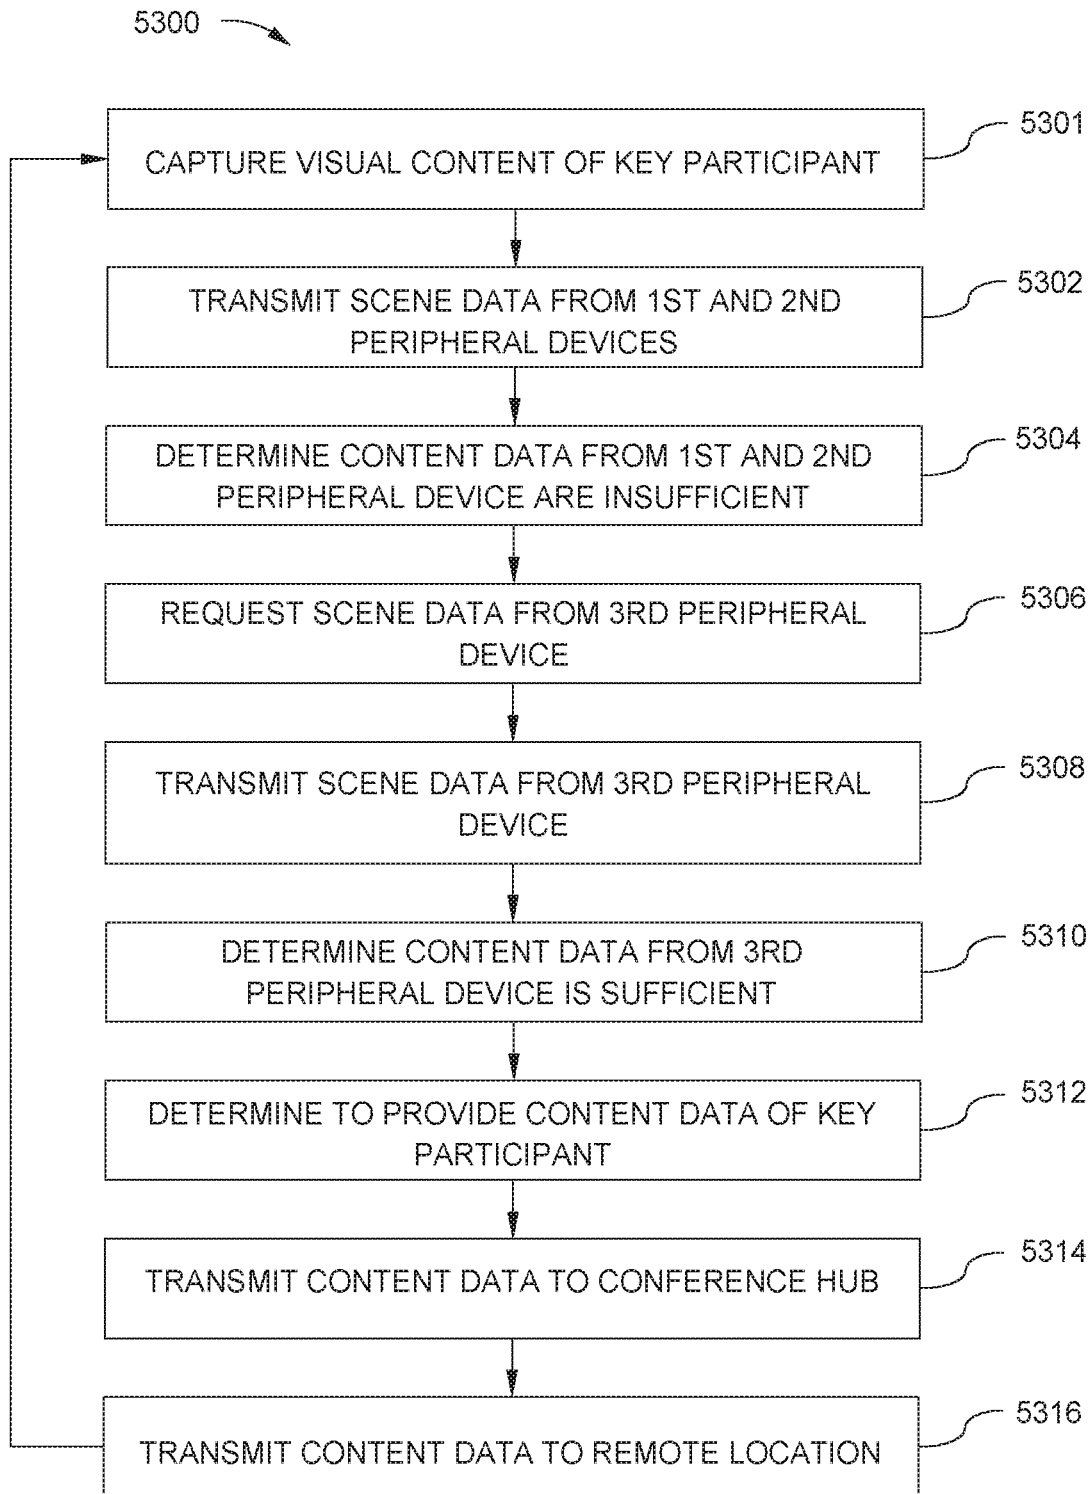 5300
5301
CAPTURE VISUAL CONTENT OF KEY PARTICIPANT
5302
TRANSMIT SCENE DATA FROM 1ST AND 2ND
PERIPHERAL DEVICES
5304
DETERMINE CONTENT DATA FROM 1ST AND 2ND
PERIPHERAL DEVICE ARE INSUFFICIENT
5306
REQUEST SCENE DATA FROM 3RD PERIPHERAL
DEVICE
5308
TRANSMIT SCENE DATA FROM 3RD PERIPHERAL
DEVICE
5310
DETERMINE CONTENT DATA FROM 3RD
PERIPHERAL DEVICE IS SUFFICIENT
5312
DETERMINE TO PROVIDE CONTENT DATA OF KEY
PARTICIPANT
5314
TRANSMIT CONTENT DATA TO CONFERENCE HUB
5316
TRANSMIT CONTENT DATA TO REMOTE LOCATION